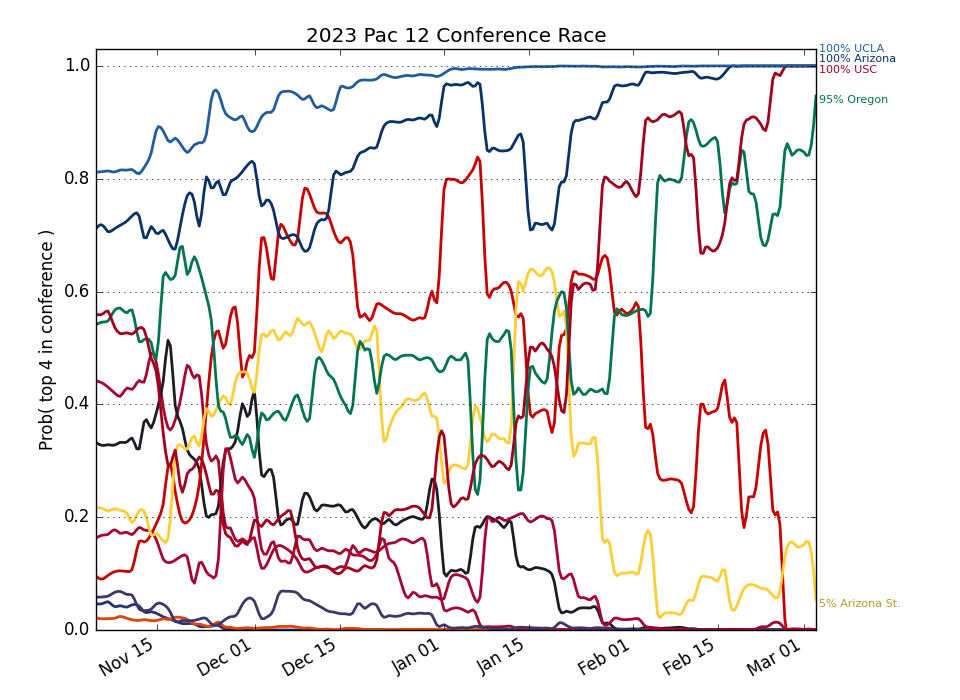 2023 Pac 12 Conference Race
100% UCLA
100% Arizona
100% USC
95% Oregon
5% Arizona St.
Prob( top 4 in conference )
1.0
0.8
0.6
0.4
0.2
0.0
Nov 15
Dec 01
Dec 15
Jan 01
Jan 15
Feb 01
Feb 15
Mar 01